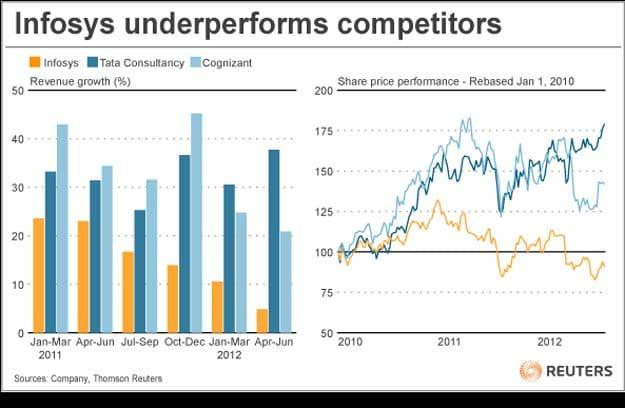 Infosys underperforms competitors
Infosys Tata Consultancy Cognizant
Revenue growth (%)
50
40
30
20
10
0
Jan-Mar Apr-Jun Jul-Sep Oct-Dec Jan-Mar Apr-Jun
2011 2012
Share price performance - Rebased Jan 1, 2010
200
175
150
125
100
75
50
2010 2011 2012
Sources: Company, Thomson Reuters
REUTERS